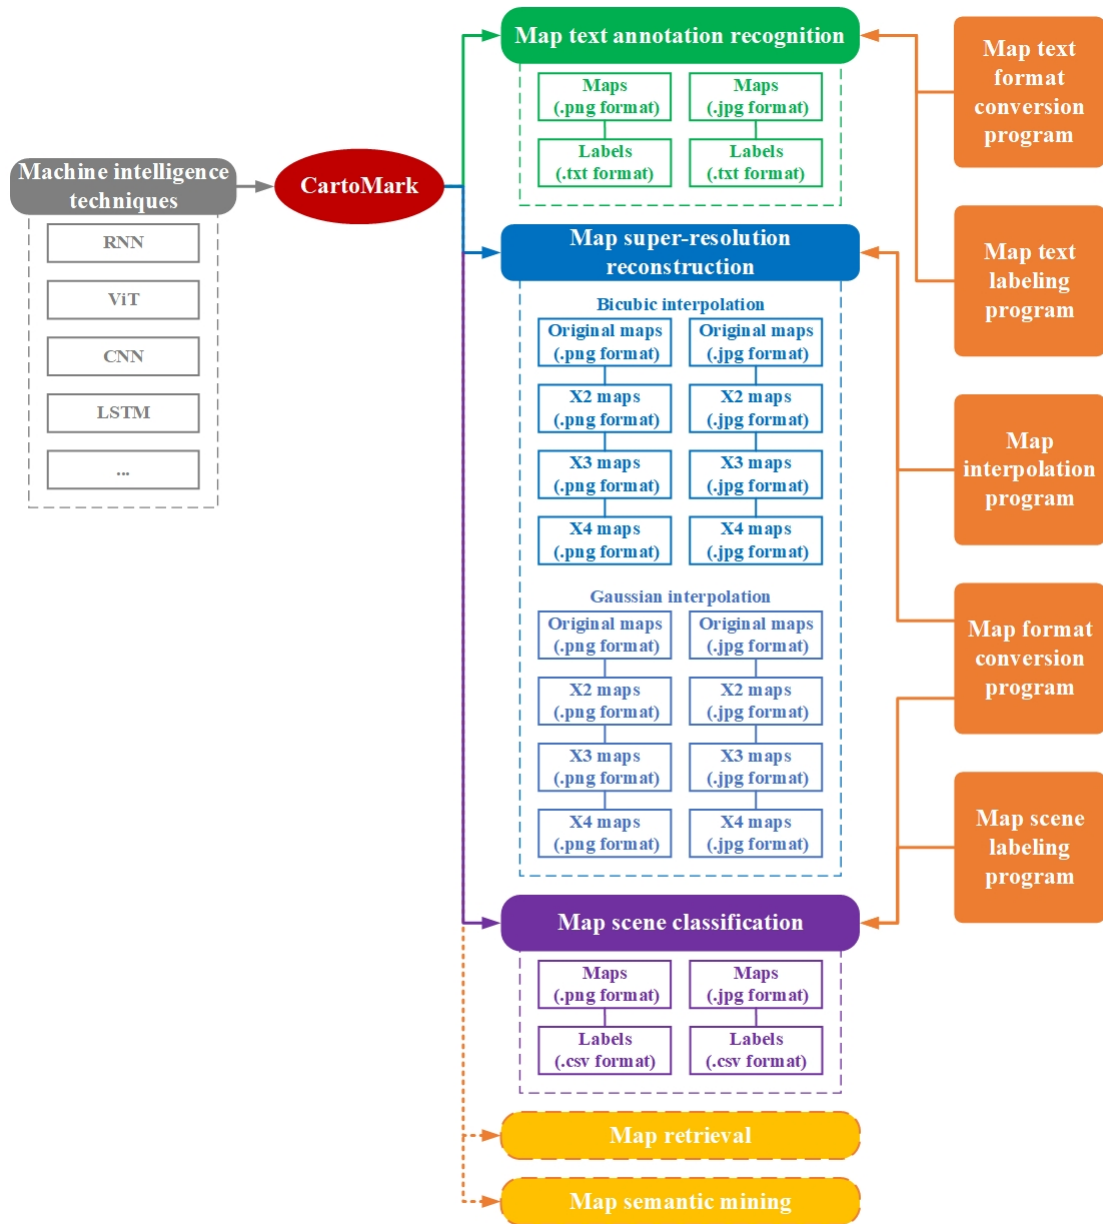 Machine intelligence
techniques
RNN
ViT
CNN
LSTM
...
CartoMark
Map text annotation recognition
Maps
(.png format)
Maps
(.jpg format)
Labels
(.txt format)
Labels
(.txt format)
Map super-resolution
reconstruction
Bicubic interpolation
Original maps
(.png format)
Original maps
(.jpg format)
X2 maps
(.png format)
X2 maps
(.jpg format)
X3 maps
(.png format)
X3 maps
(.jpg format)
X4 maps
(.png format)
X4 maps
(.jpg format)
Gaussian interpolation
Original maps
(.png format)
Original maps
(.jpg format)
X2 maps
(.png format)
X2 maps
(.jpg format)
X3 maps
(.png format)
X3 maps
(.jpg format)
X4 maps
(.png format)
X4 maps
(.jpg format)
Map scene classification
Maps
(.png format)
Maps
(.jpg format)
Labels
(.csv format)
Labels
(.csv format)
Map retrieval
Map semantic mining
Map text
format
conversion
program
Map text
labeling
program
Map
interpolation
program
Map format
conversion
program
Map scene
labeling
program